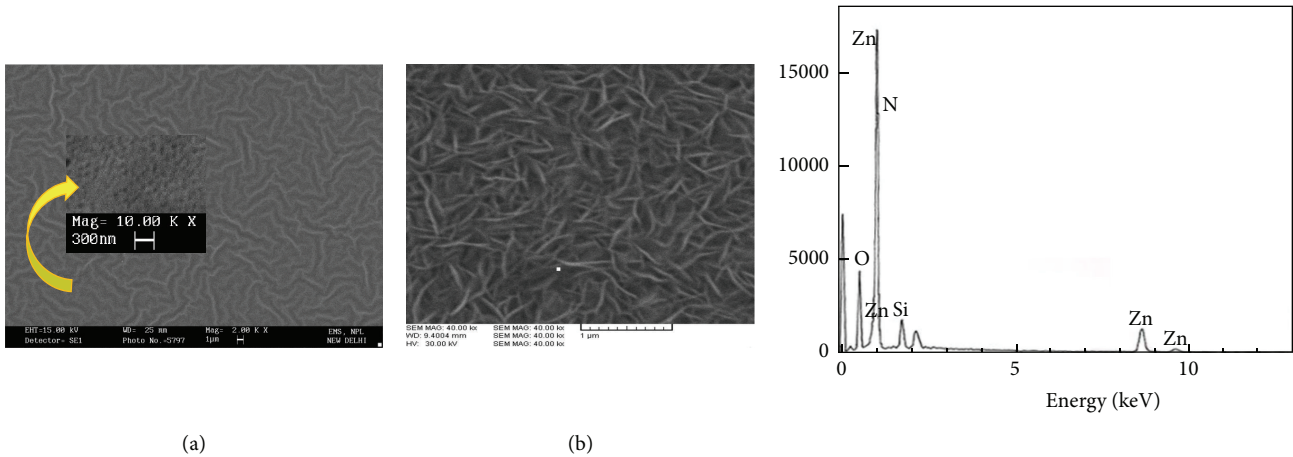 Mag= 10.00 K X
300nm
EHT=15.00 kV WD= 25 mm Mag= 2.00 K X EMS, NPL
Detector= SE1 Photo No.=5797 1µm NEW DELHI
(a)
SEM MAG: 40.00 kx SEM MAG: 40.00 kx
WD: 9.4004 mm SEM MAG: 40.00 kx 1 µm
HV: 30.00 kV SEM MAG: 40.00 kx
(b)
Zn
15000
N
10000
5000
O
Zn Si
Zn
Zn
0
0 5 10
Energy (keV)